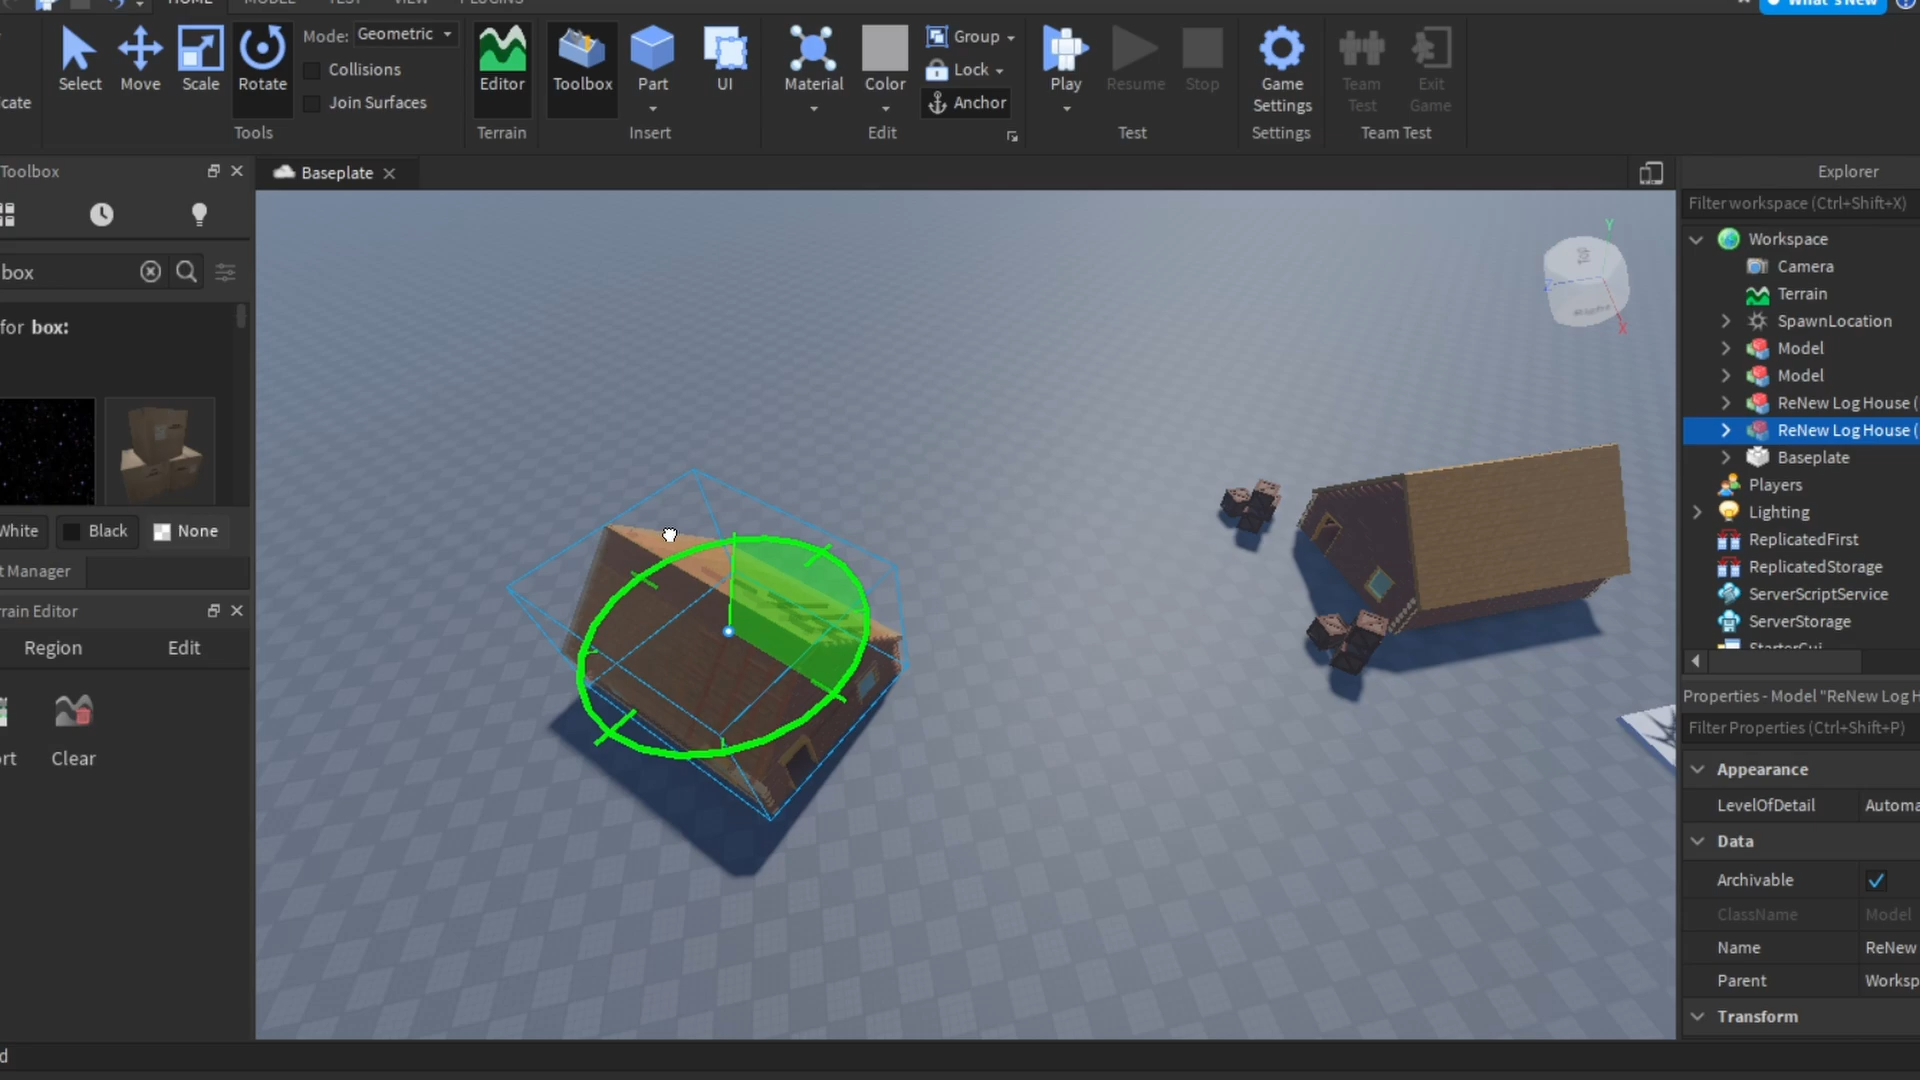 HOME MODEL TEST VIEW PLUGINS What's New
Select Move Scale Rotate
Mode: Geometric
Collisions
Join Surfaces
Tools
Editor
Terrain
Toolbox Part UI
Insert
Material Color
Group
Lock
Anchor
Edit
Play Resume Stop
Test
Game Settings
Settings
Team Test
Exit Game
Team Test
icate
Toolbox
Baseplate
box
for box:
White Black None
t Manager
rrain Editor
Region Edit
rt Clear
d
Y
TOP
Z
X
Explorer
Filter workspace (Ctrl+Shift+X)
Workspace
Camera
Terrain
SpawnLocation
Model
Model
ReNew Log House (
ReNew Log House (
Baseplate
Players
Lighting
ReplicatedFirst
ReplicatedStorage
ServerScriptService
ServerStorage
StarterGui
Properties - Model "ReNew Log H
Filter Properties (Ctrl+Shift+P)
Appearance
LevelOfDetail Automa
Data
Archivable
ClassName Model
Name ReNew
Parent Worksp
Transform